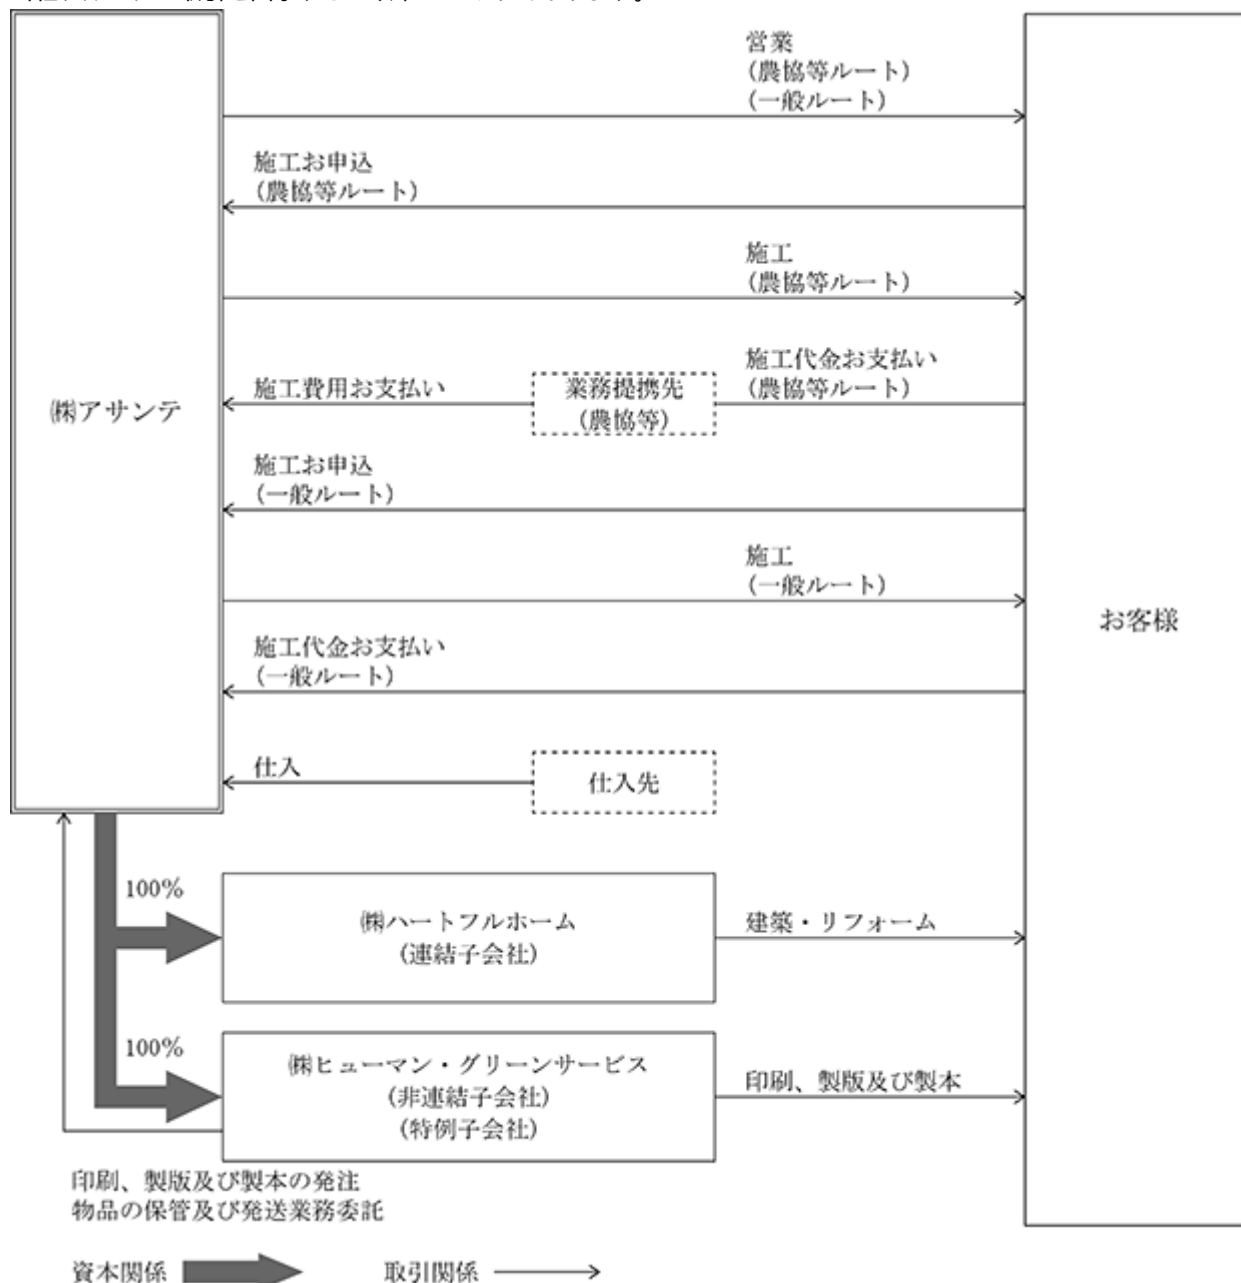 営業
(農協等ルート)
(一般ルート)
施工お申込
(農協等ルート)
施工
(農協等ルート)
施工代金お支払い
(農協等ルート)
施工費用お支払い
業務提携先
(農協等)
㈱アサンテ
施工お申込
(一般ルート)
施工
(一般ルート)
お客様
施工代金お支払い
(一般ルート)
仕入
仕入先
100%
㈱ハートフルホーム
(連結子会社)
建築・リフォーム
100%
㈱ヒューマン・グリーンサービス
(非連結子会社)
(特例子会社)
印刷、製版及び製本
印刷、製版及び製本の発注
物品の保管及び発送業務委託
資本関係
取引関係